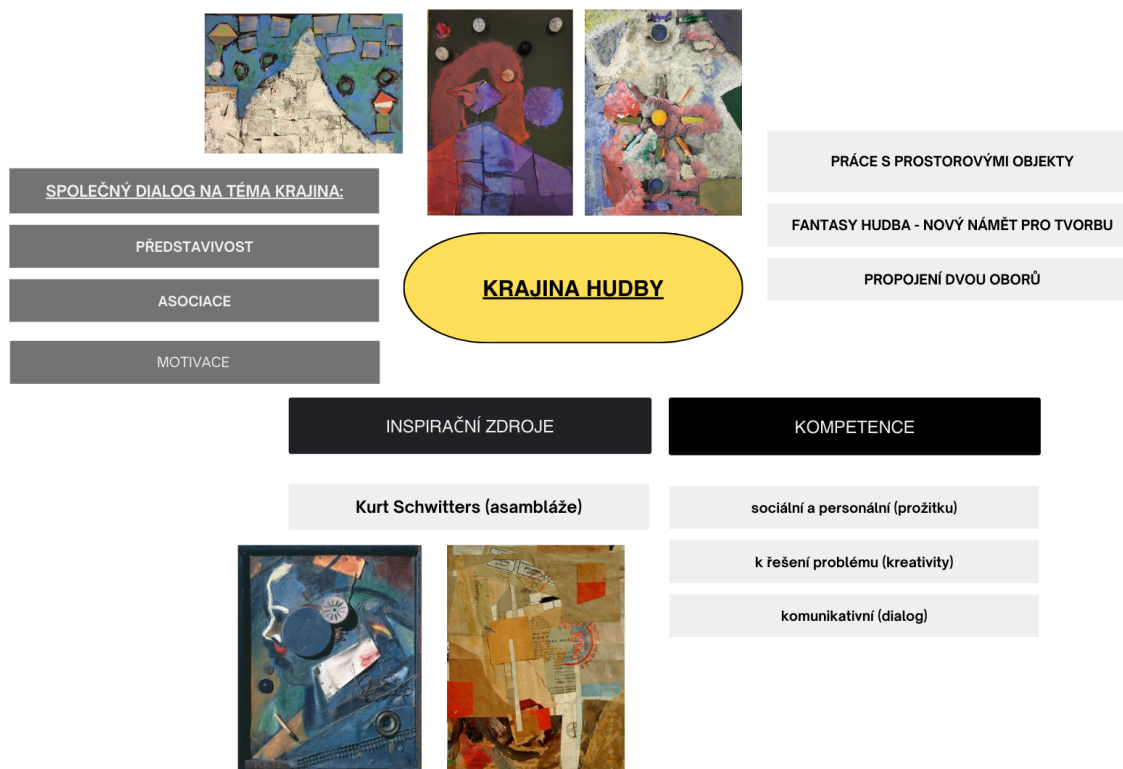 SPOLEČNÝ DIALOG NA TÉMA KRAJINA:
PŘEDSTAVIVOST
ASOCIACE
MOTIVACE
KRAJINA HUDBY
PRÁCE S PROSTOROVÝMI OBJEKTY
FANTASY HUDBA - NOVÝ NÁMĚT PRO TVORBU
PROPOJENÍ DVOU OBORŮ
INSPIRAČNÍ ZDROJE
Kurt Schwitters (asambláže)
KOMPETENCE
sociální a personální (prožitku)
k řešení problému (kreativity)
komunikativní (dialog)